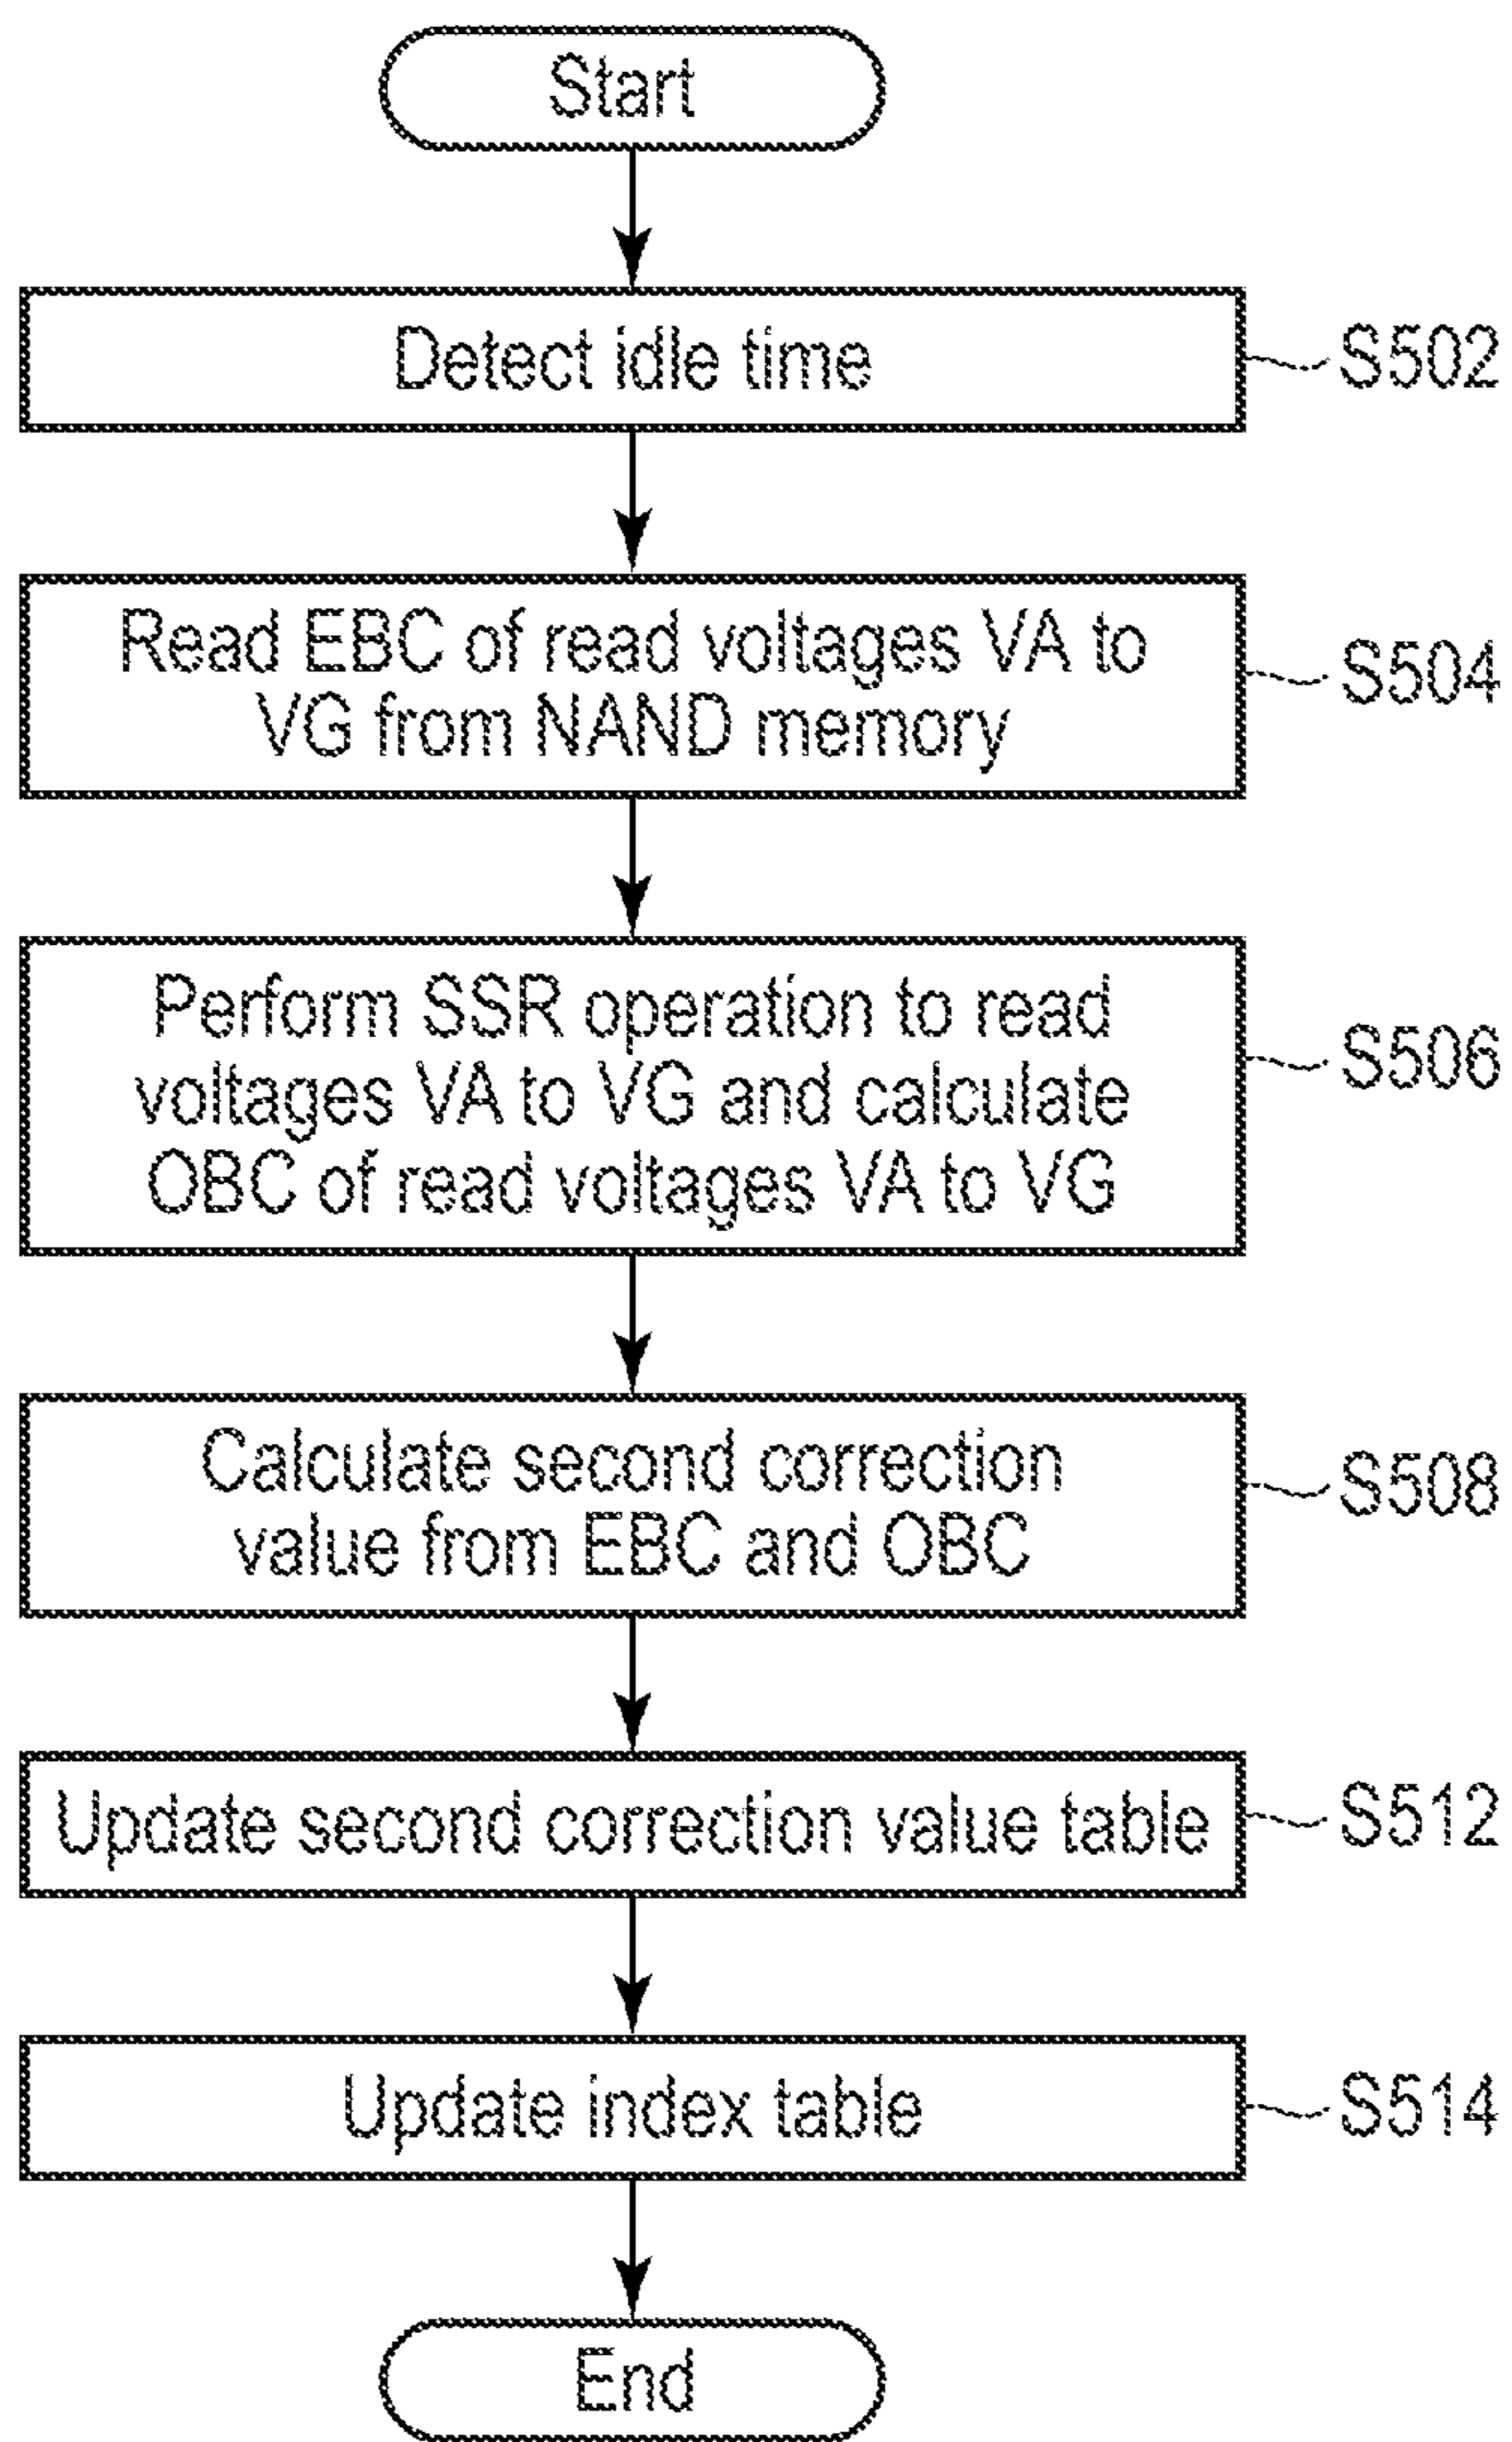 Start
Detect idle time
S502
Read EBC of read voltages VA to
VG from NAND memory
S504
Perform SSR operation to read
voltages VA to VG and calculate
OBC of read voltages VA to VG
S506
Calculate second correction
value from EBC and OBC
S508
Update second correction value table
S512
Update index table
S514
End